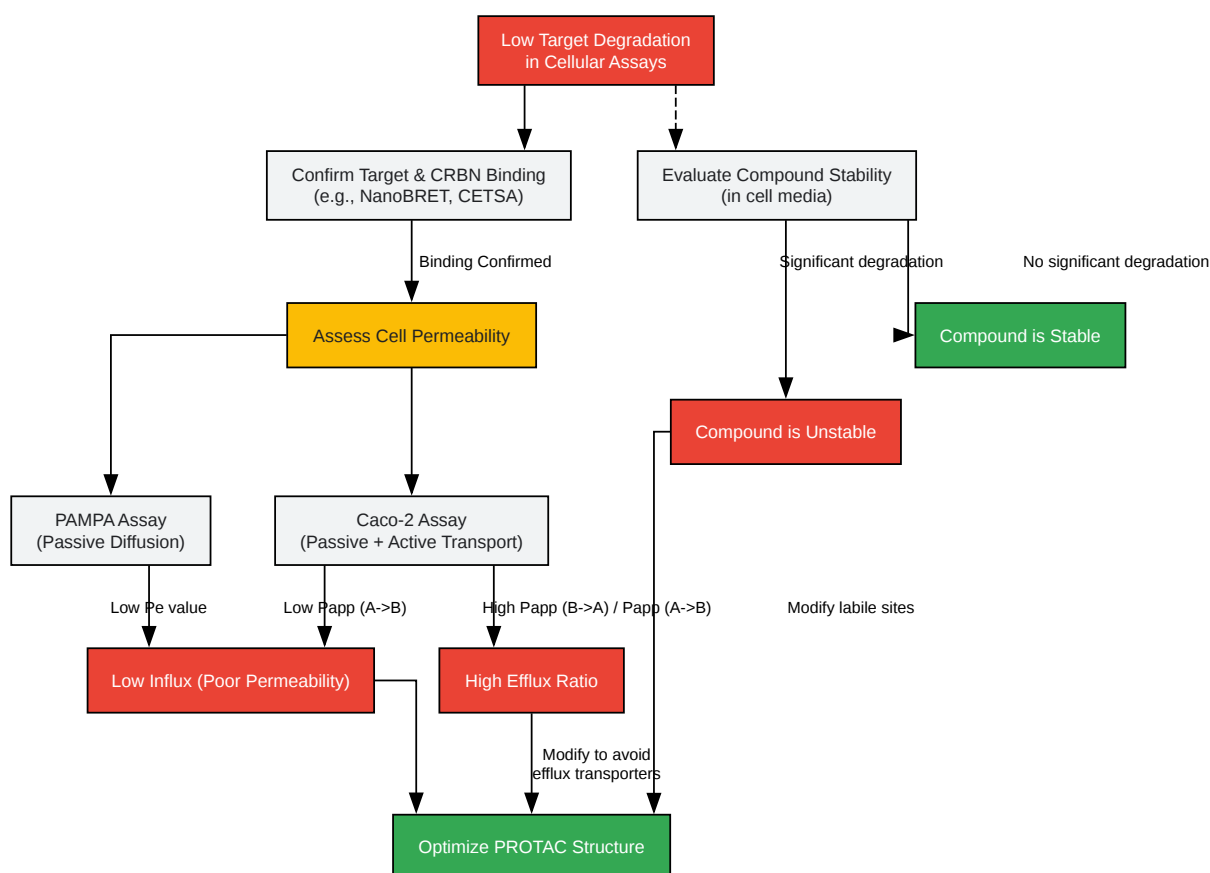 Low Target Degradation
in Cellular Assays
Confirm Target & CRBN Binding
(e.g., NanoBRET, CETSA)
Evaluate Compound Stability
(in cell media)
Binding Confirmed
Significant degradation
No significant degradation
Assess Cell Permeability
Compound is Stable
Compound is Unstable
PAMPA Assay
(Passive Diffusion)
Caco-2 Assay
(Passive + Active Transport)
Low Pe value
Low Papp (A->B)
High Papp (B->A) / Papp (A->B)
Modify labile sites
Low Influx (Poor Permeability)
High Efflux Ratio
Modify to avoid
efflux transporters
Optimize PROTAC Structure